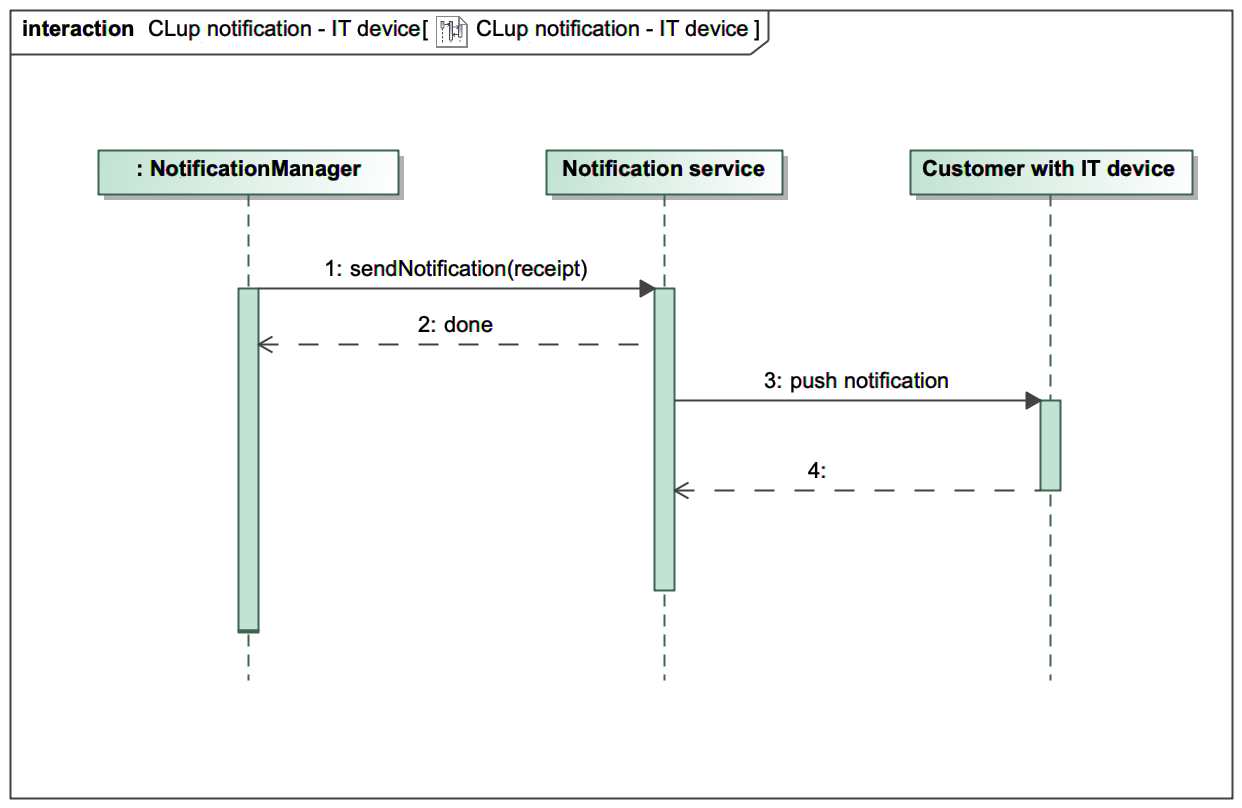 interaction CLup notification - IT device[ CLup notification - IT device ]
: NotificationManager
Notification service
Customer with IT device
1: sendNotification(receipt)
2: done
3: push notification
4: